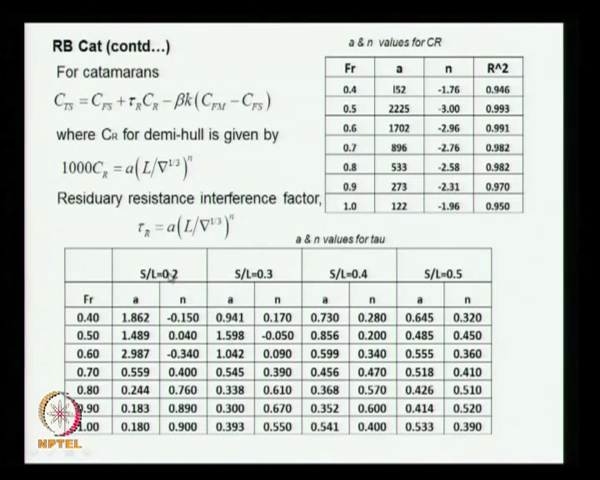 RB Cat (contd...)
For catamarans
C_TS = C_FS + τ_R C_R − βk(C_FM − C_FS)
where CR for demi-hull is given by
1000C_R = a(L/∇^1/3)^n
Residuary resistance interference factor,
τ_R = a(L/∇^1/3)^n
a & n values for CR
Fr a n R^2
0.4 152 -1.76 0.946
0.5 2225 -3.00 0.993
0.6 1702 -2.96 0.991
0.7 896 -2.76 0.982
0.8 533 -2.58 0.982
0.9 273 -2.31 0.970
1.0 122 -1.96 0.950
a & n values for tau
S/L=0.2 S/L=0.3 S/L=0.4 S/L=0.5
Fr a n a n a n a n
0.40 1.862 -0.150 0.941 0.170 0.730 0.280 0.645 0.320
0.50 1.489 0.040 1.598 -0.050 0.856 0.200 0.485 0.450
0.60 2.987 -0.340 1.042 0.090 0.599 0.340 0.555 0.360
0.70 0.559 0.400 0.545 0.390 0.456 0.470 0.518 0.410
0.80 0.244 0.760 0.338 0.610 0.368 0.570 0.426 0.510
0.90 0.183 0.890 0.300 0.670 0.352 0.600 0.414 0.520
1.00 0.180 0.900 0.393 0.550 0.541 0.400 0.533 0.390
NPTEL